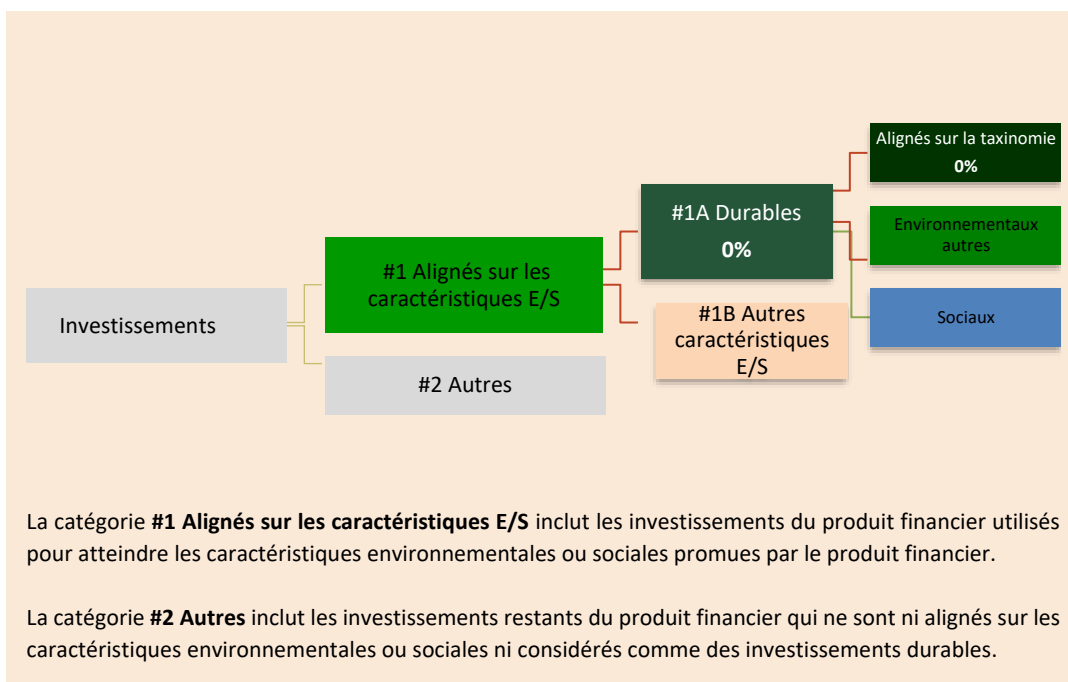 Alignés sur la taxinomie
0%
#1A Durables
0%
Environnementaux
autres
#1 Alignés sur les
caractéristiques E/S
Investissements
#1B Autres
caractéristiques
E/S
Sociaux
#2 Autres
La catégorie #1 Alignés sur les caractéristiques E/S inclut les investissements du produit financier utilisés
pour atteindre les caractéristiques environnementales ou sociales promues par le produit financier.
La catégorie #2 Autres inclut les investissements restants du produit financier qui ne sont ni alignés sur les
caractéristiques environnementales ou sociales ni considérés comme des investissements durables.